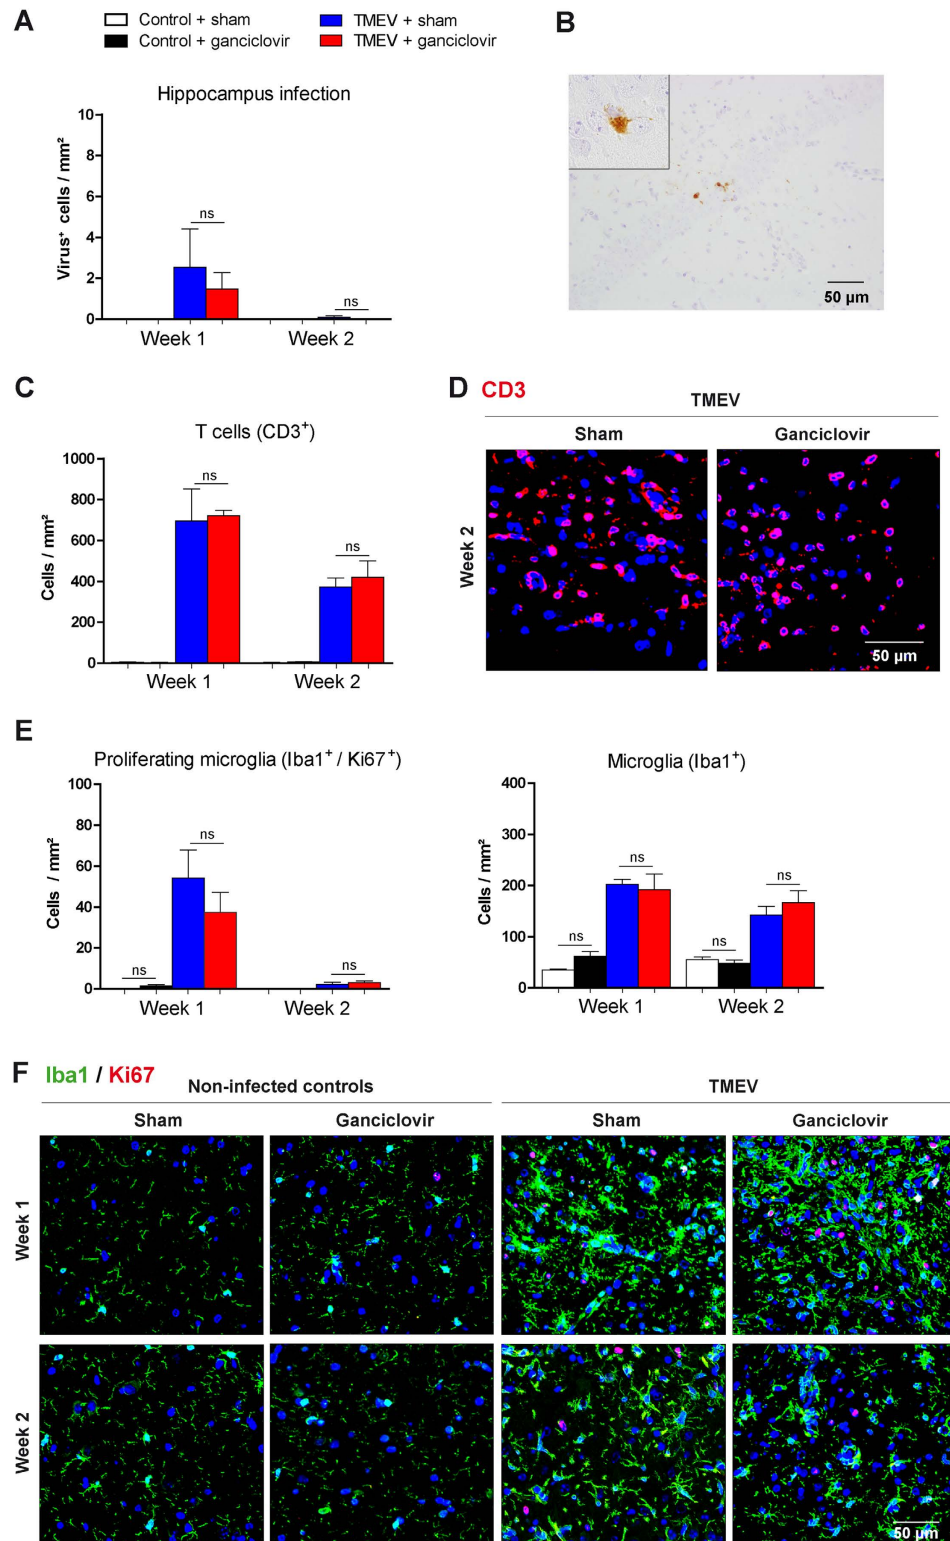 A
Control + sham
TMEV + sham
Control + ganciclovir
TMEV + ganciclovir
Hippocampus infection
Virus⁺ cells / mm²
10
8
6
4
2
0
ns
ns
Week 1
Week 2
B
50 µm
C
T cells (CD3⁺)
Cells / mm²
1000
800
600
400
200
0
ns
ns
Week 1
Week 2
D CD3
TMEV
Sham
Ganciclovir
Week 2
50 µm
E
Proliferating microglia (Iba1⁺ / Ki67⁺)
Cells / mm²
100
80
60
40
20
0
ns
ns
ns
Week 1
Week 2
Microglia (Iba1⁺)
Cells / mm²
400
300
200
100
0
ns
ns
ns
ns
Week 1
Week 2
F Iba1 / Ki67
Non-infected controls
TMEV
Sham
Ganciclovir
Sham
Ganciclovir
Week 1
Week 2
50 µm